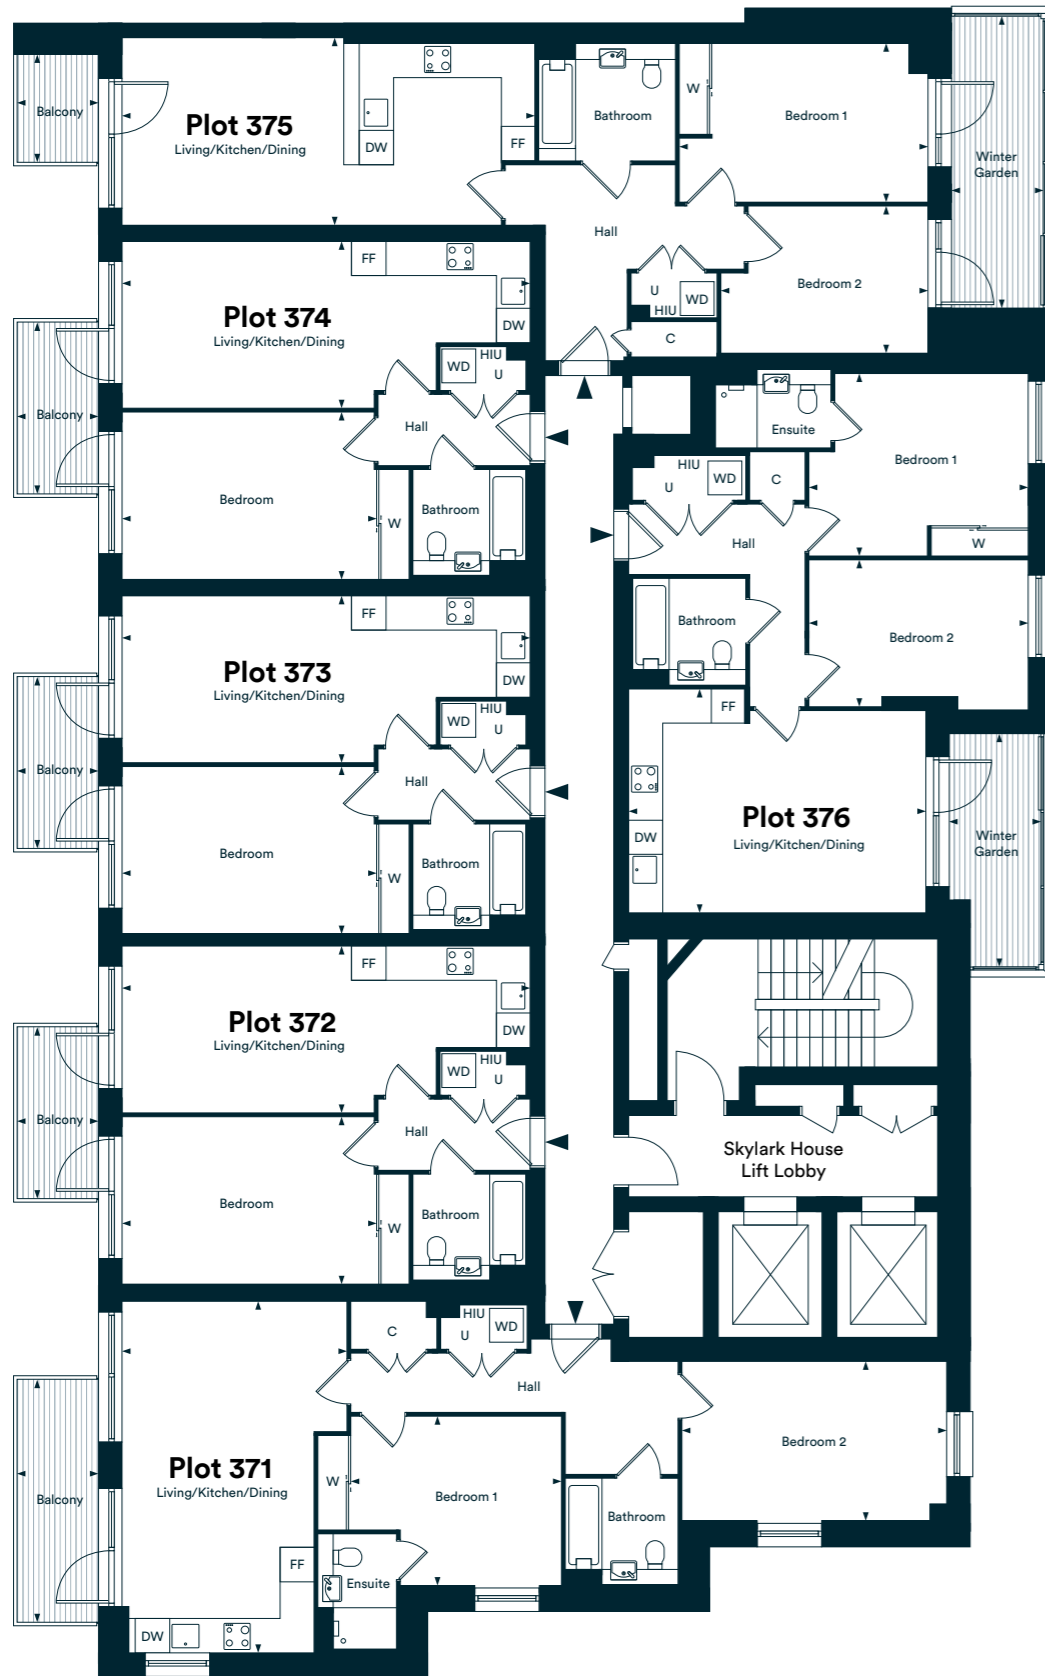 Balcony
Plot 375
Living/Kitchen/Dining
DW
FF
Bathroom
W
Bedroom 1
Winter
Garden
Hall
Bedroom 2
U
HIU
WD
C
Plot 374
Living/Kitchen/Dining
FF
DW
WD
HIU
U
Balcony
Hall
Bedroom
W
Bathroom
Ensuite
Bedroom 1
HIU
U
WD
C
Hall
W
Bathroom
Bedroom 2
FF
Plot 376
Living/Kitchen/Dining
DW
Winter
Garden
Plot 373
Living/Kitchen/Dining
FF
DW
WD
HIU
U
Balcony
Hall
Bedroom
W
Bathroom
Plot 372
Living/Kitchen/Dining
FF
DW
WD
HIU
U
Balcony
Hall
Bedroom
W
Bathroom
Skylark House
Lift Lobby
C
HIU
U
WD
Hall
Plot 371
Living/Kitchen/Dining
Balcony
W
Bedroom 1
Bedroom 2
Bathroom
FF
Ensuite
DW